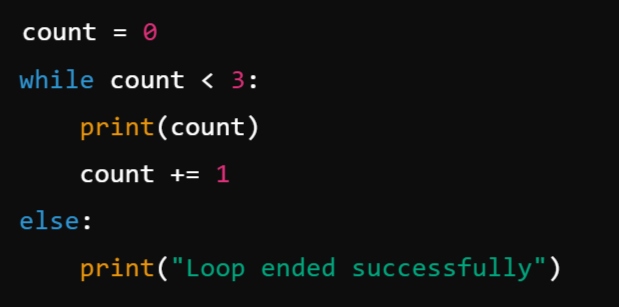 count = 0
while count < 3:
    print(count)
    count += 1
else:
    print("Loop ended successfully")